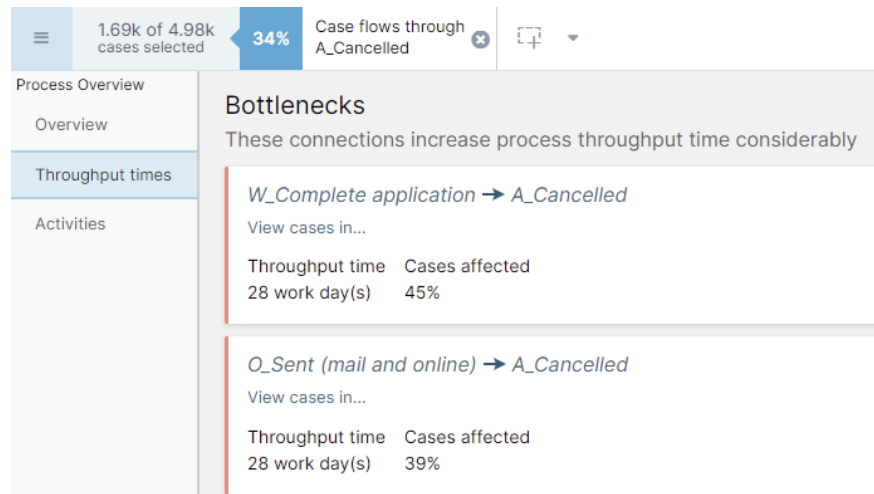 1.69k of 4.98k
cases selected
34%
Case flows through
A_Cancelled
Process Overview
Overview
Throughput times
Activities
Bottlenecks
These connections increase process throughput time considerably
W_Complete application → A_Cancelled
View cases in...
Throughput time Cases affected
28 work day(s) 45%
O_Sent (mail and online) → A_Cancelled
View cases in...
Throughput time Cases affected
28 work day(s) 39%